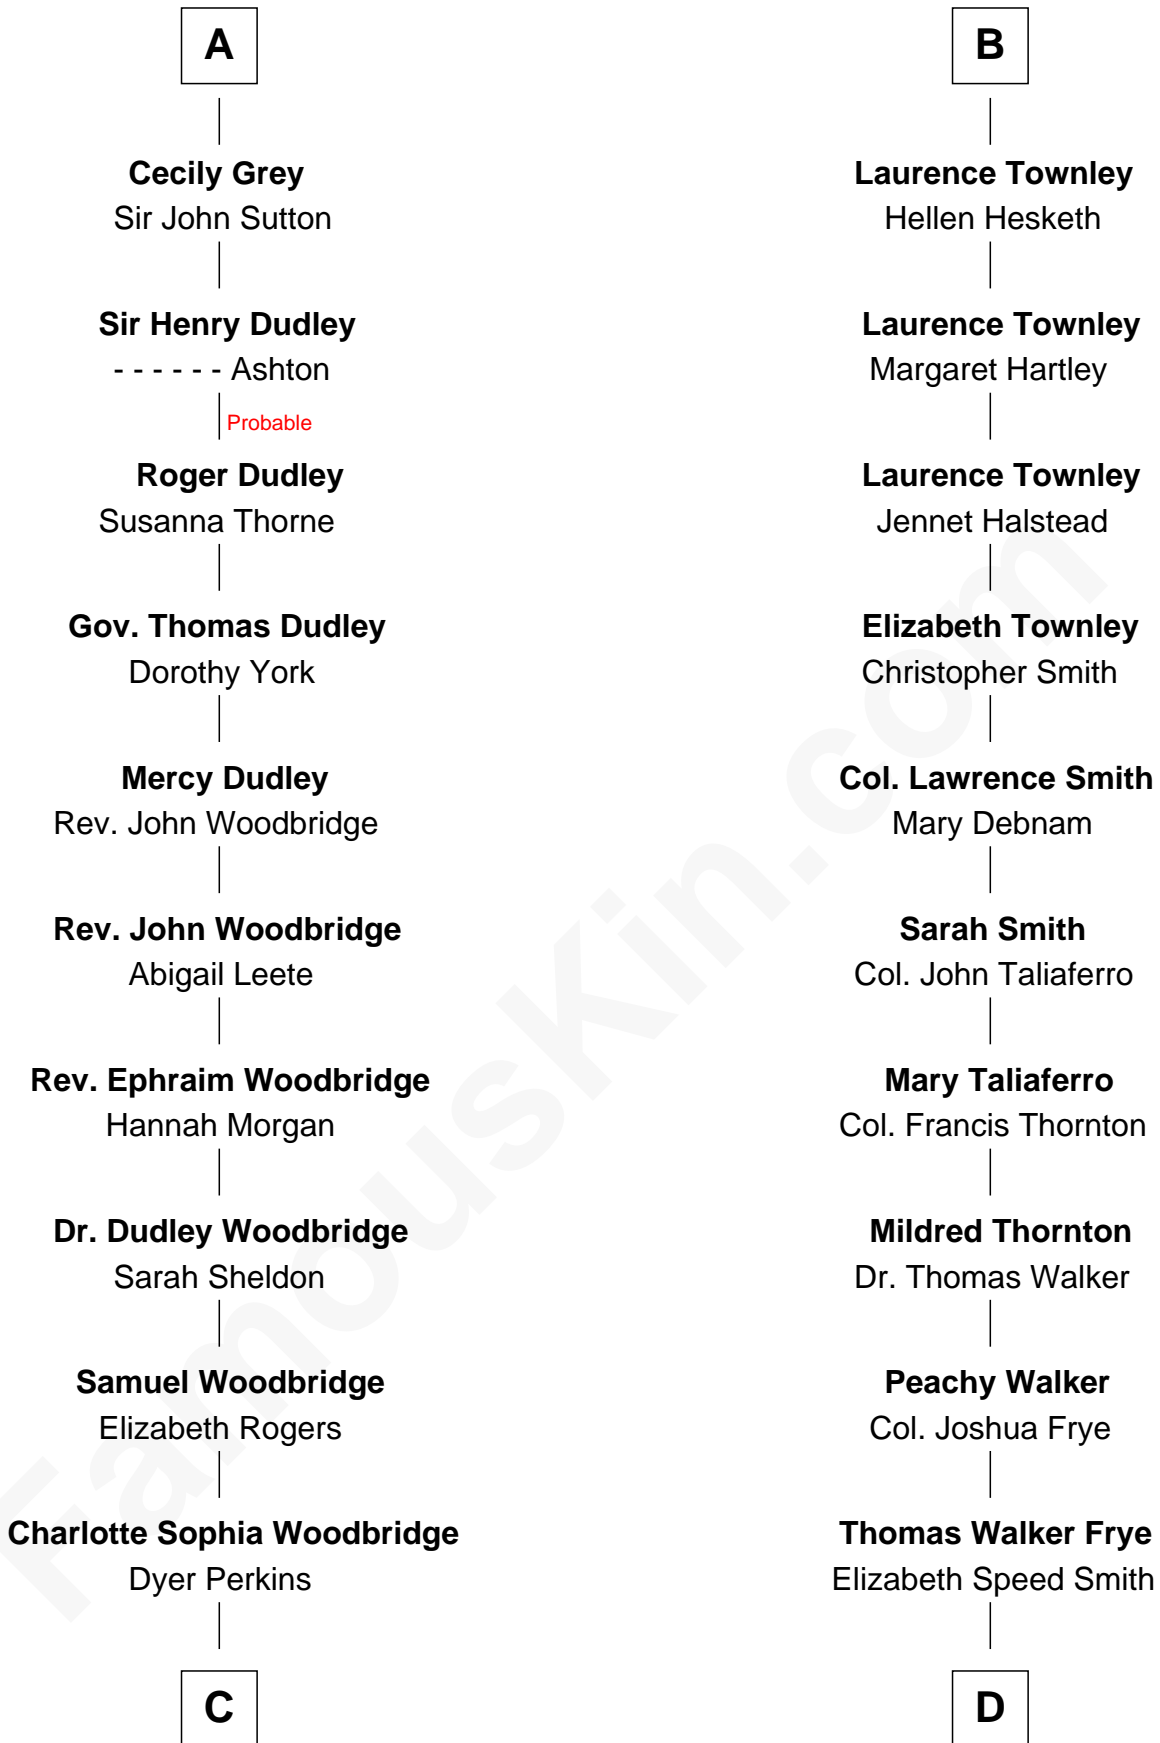 A
Cecily Grey
Sir John Sutton
Sir Henry Dudley
- - - - - - Ashton
Probable
Roger Dudley
Susanna Thorne
Gov. Thomas Dudley
Dorothy York
Mercy Dudley
Rev. John Woodbridge
Rev. John Woodbridge
Abigail Leete
Rev. Ephraim Woodbridge
Hannah Morgan
Dr. Dudley Woodbridge
Sarah Sheldon
Samuel Woodbridge
Elizabeth Rogers
Charlotte Sophia Woodbridge
Dyer Perkins
C
B
Laurence Townley
Hellen Hesketh
Laurence Townley
Margaret Hartley
Laurence Townley
Jennet Halstead
Elizabeth Townley
Christopher Smith
Col. Lawrence Smith
Mary Debnam
Sarah Smith
Col. John Taliaferro
Mary Taliaferro
Col. Francis Thornton
Mildred Thornton
Dr. Thomas Walker
Peachy Walker
Col. Joshua Frye
Thomas Walker Frye
Elizabeth Speed Smith
D
FamousKin.com